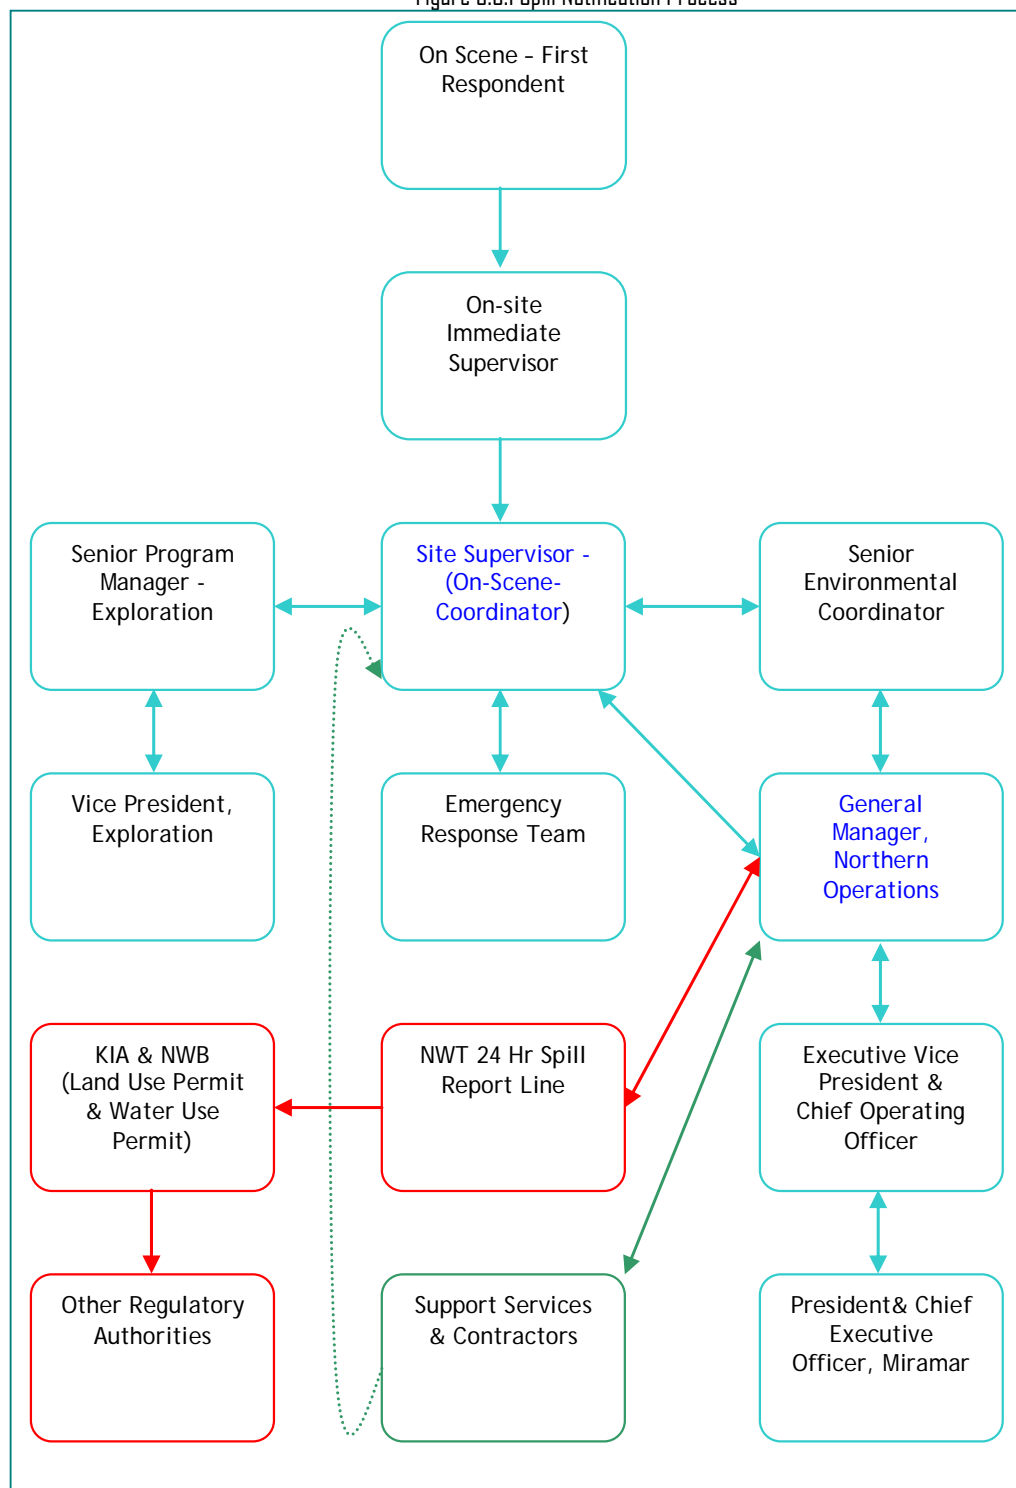 Spill Notification Process
On Scene – First
Respondent
On-site
Immediate
Supervisor
Senior Program
Manager -
Exploration
Site Supervisor -
(On-Scene-
Coordinator)
Senior
Environmental
Coordinator
Vice President,
Exploration
Emergency
Response Team
General
Manager,
Northern
Operations
KIA & NWB
(Land Use Permit
& Water Use
Permit)
NWT 24 Hr Spill
Report Line
Executive Vice
President &
Chief Operating
Officer
Other Regulatory
Authorities
Support Services
& Contractors
President& Chief
Executive
Officer, Miramar